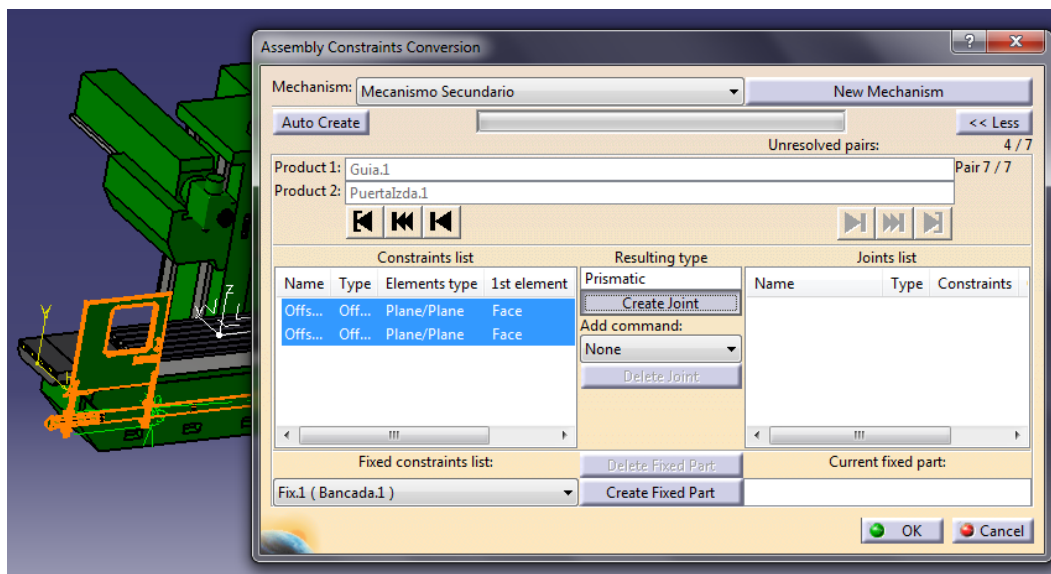 Assembly Constraints Conversion
Mechanism: Mecanismo Secundario New Mechanism
Auto Create << Less
Unresolved pairs: 4 / 7
Product 1: Guia.1 Pair 7 / 7
Product 2: PuertaIzda.1
Constraints list Resulting type Joints list
Name Type Elements type 1st element Prismatic Name Type Constraints
Offs... Off... Plane/Plane Face Create Joint
Offs... Off... Plane/Plane Face Add command:
None
Delete Joint
Fixed constraints list: Delete Fixed Part Current fixed part:
Fix.1 ( Bancada.1 ) Create Fixed Part
OK Cancel
Y
z